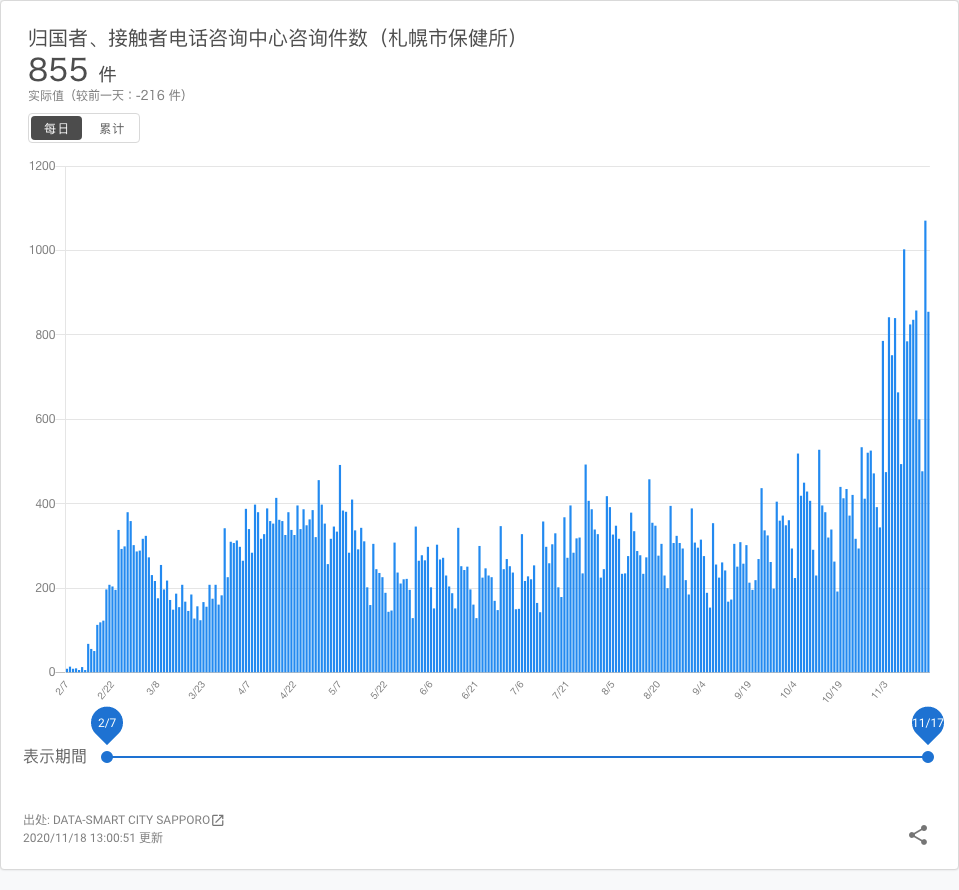 归国者、接触者电话咨询中心咨询件数（札幌市保健所）
855 件
实际值（较前一天：-216 件）
每日 累计
1200
1000
800
600
400
200
0
2/7 2/22 3/8 3/23 4/7 4/22 5/7 5/22 6/6 6/21 7/6 7/21 8/5 8/20 9/4 9/19 10/4 10/19 11/3
2/7 11/17
表示期間
出处: DATA-SMART CITY SAPPORO
2020/11/18 13:00:51 更新